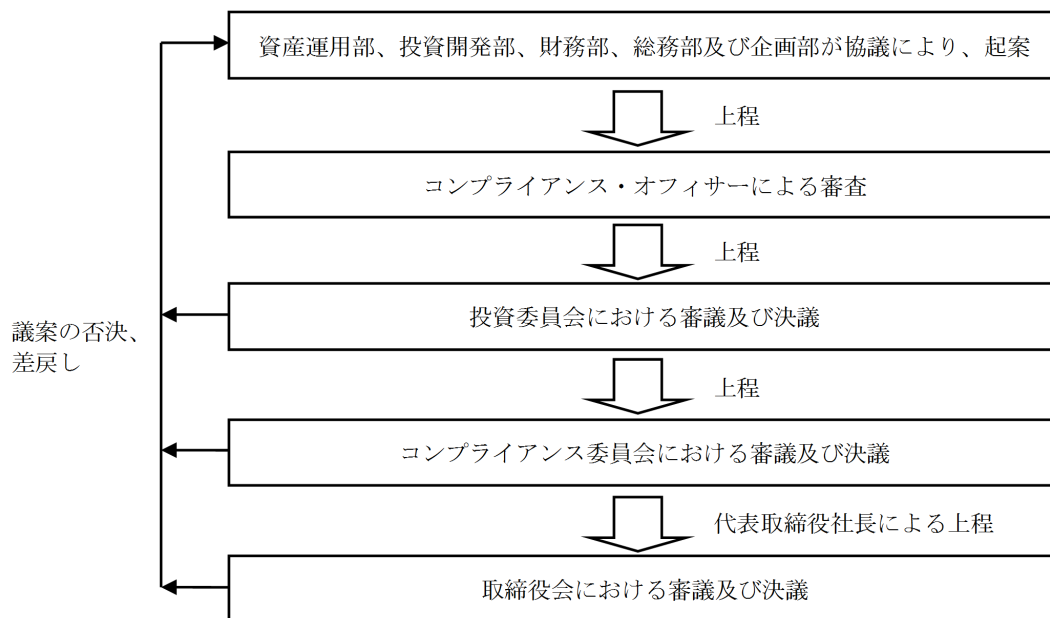 資産運用部、投資開発部、財務部、総務部及び企画部が協議により、起案
上程
コンプライアンス・オフィサーによる審査
上程
投資委員会における審議及び決議
議案の否決、
差戻し
上程
コンプライアンス委員会における審議及び決議
代表取締役社長による上程
取締役会における審議及び決議